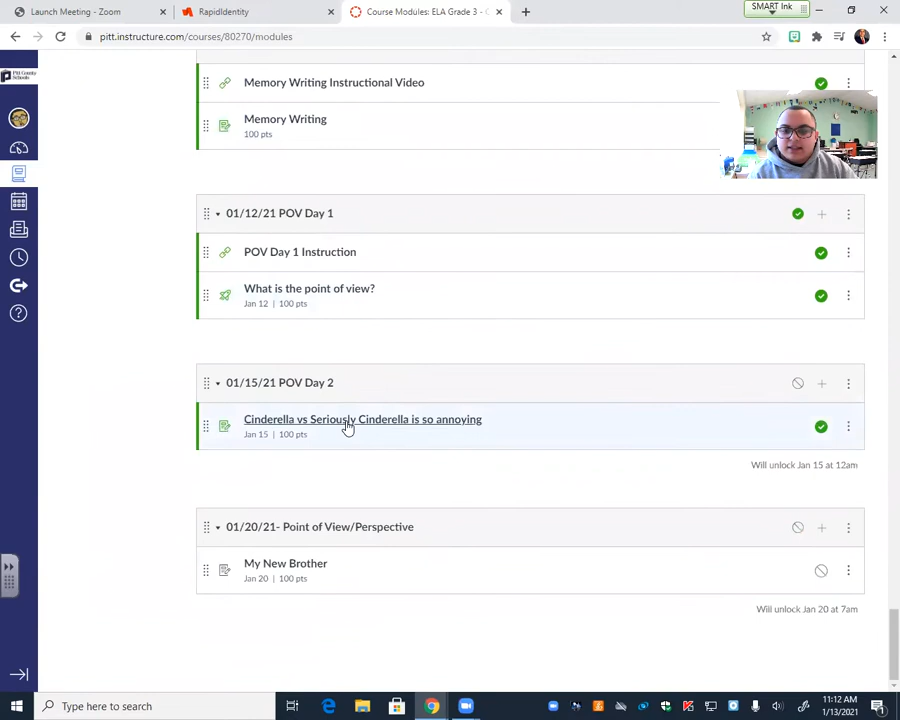 Launch Meeting - Zoom
RapidIdentity
Course Modules: ELA Grade 3 -
SMART Ink
pitt.instructure.com/courses/80270/modules
Pitt County Schools
Memory Writing Instructional Video
Memory Writing
100 pts
01/12/21 POV Day 1
POV Day 1 Instruction
What is the point of view?
Jan 12 | 100 pts
01/15/21 POV Day 2
Cinderella vs Seriously Cinderella is so annoying
Jan 15 | 100 pts
Will unlock Jan 15 at 12am
01/20/21- Point of View/Perspective
My New Brother
Jan 20 | 100 pts
Will unlock Jan 20 at 7am
Type here to search
11:12 AM
1/13/2021